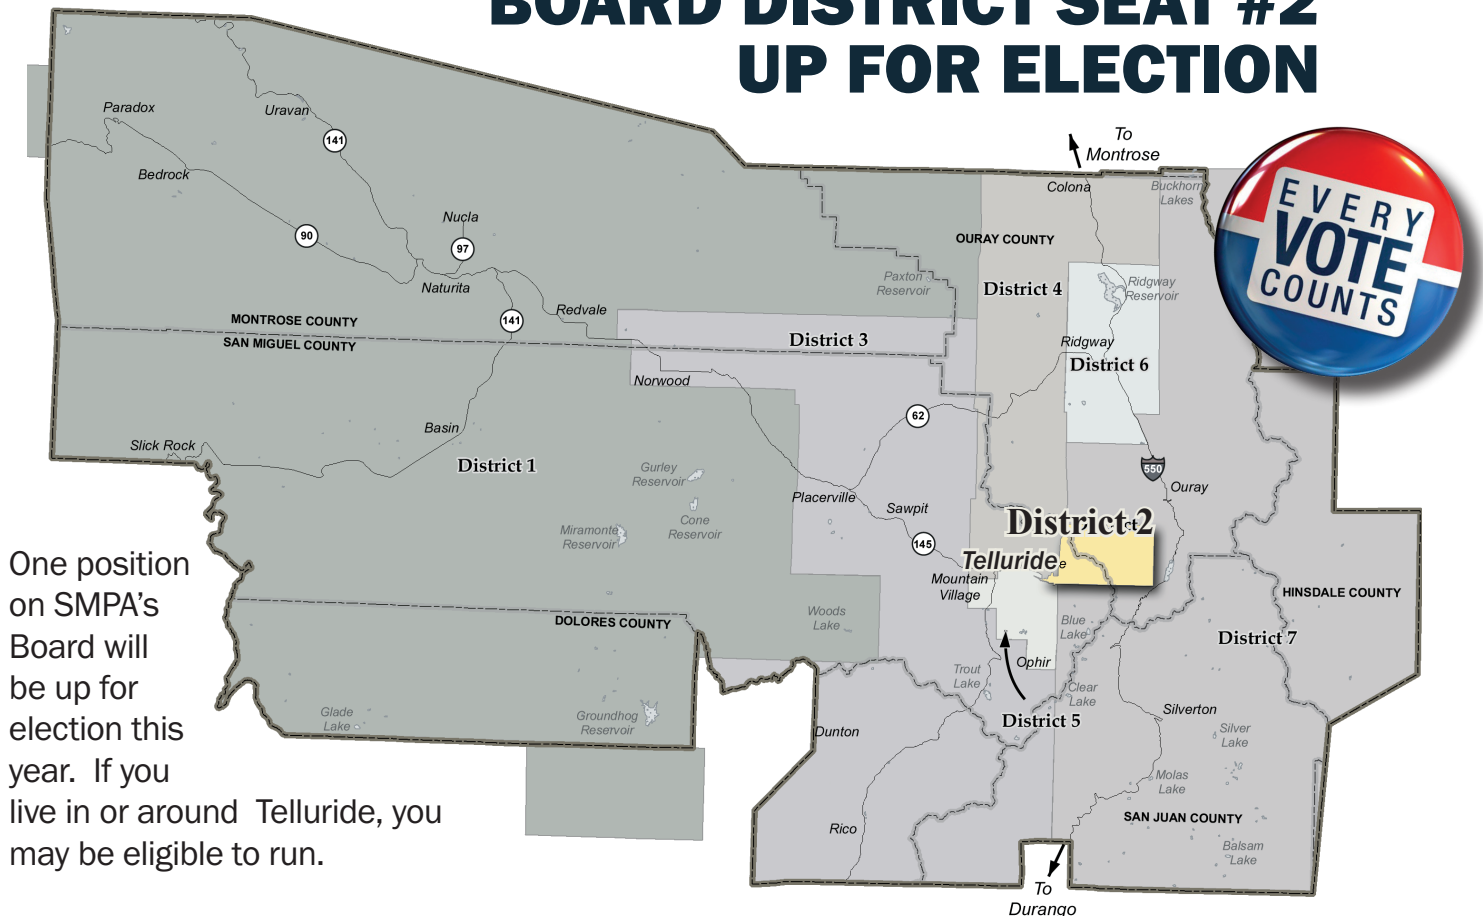 BOARD DISTRICT SEAT #2
UP FOR ELECTION
To
Montrose
EVERY
VOTE
COUNTS
Paradox
Uravan
141
Bedrock
90
Nucla
97
Naturita
141
Redvale
MONTROSE COUNTY
SAN MIGUEL COUNTY
Colona
Buckhorn
Lakes
OURAY COUNTY
Paxton
Reservoir
District 4
Ridgway
Reservoir
District 3
Ridgway
District 6
Norwood
62
Basin
Slick Rock
District 1
Gurley
Reservoir
Cone
Reservoir
Miramonte
Reservoir
Placerville
Sawpit
145
550
Ouray
District 2
Telluride
Mountain
Village
Woods
Lake
Blue
Lake
HINSDALE COUNTY
District 7
DOLORES COUNTY
Trout
Lake
Ophir
Clear
Lake
District 5
Silverton
Silver
Lake
Glade
Lake
Groundhog
Reservoir
Dunton
Molas
Lake
Rico
SAN JUAN COUNTY
Balsam
Lake
To
Durango
One position
on SMPA's
Board will
be up for
election this
year. If you
live in or around Telluride, you
may be eligible to run.